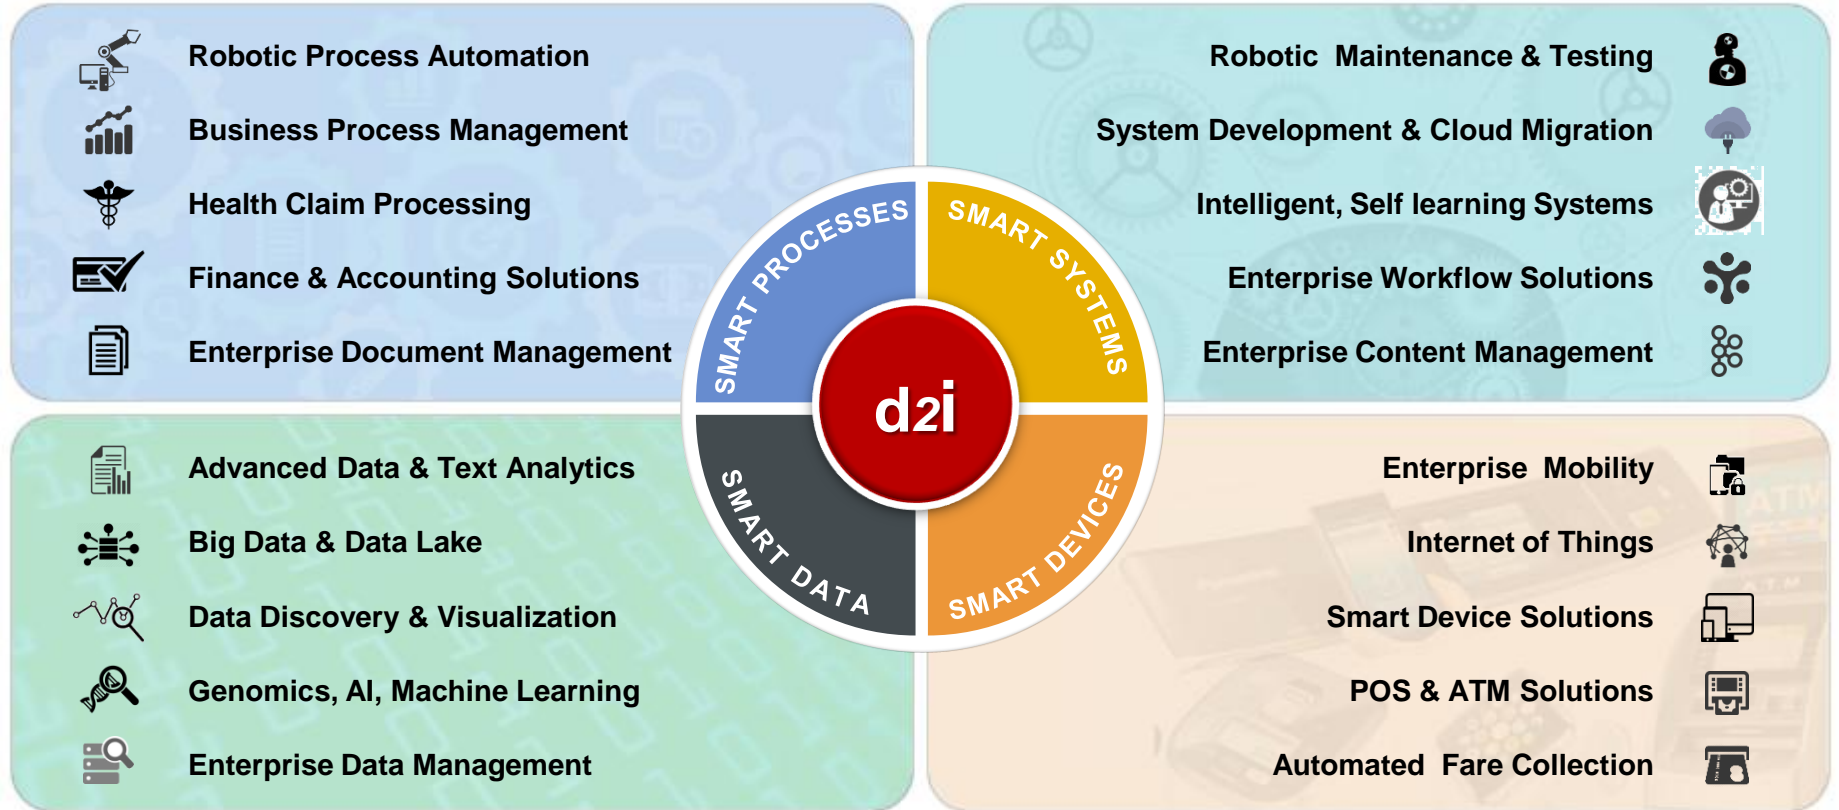 Robotic Process Automation
Business Process Management
Health Claim Processing
Finance & Accounting Solutions
Enterprise Document Management
Robotic Maintenance & Testing
System Development & Cloud Migration
Intelligent, Self learning Systems
Enterprise Workflow Solutions
Enterprise Content Management
SMART PROCESSES
SMART SYSTEMS
d2i
SMART DATA
SMART DEVICES
Advanced Data & Text Analytics
Big Data & Data Lake
Data Discovery & Visualization
Genomics, AI, Machine Learning
Enterprise Data Management
Enterprise Mobility
Internet of Things
Smart Device Solutions
POS & ATM Solutions
Automated Fare Collection
ATM
ATM